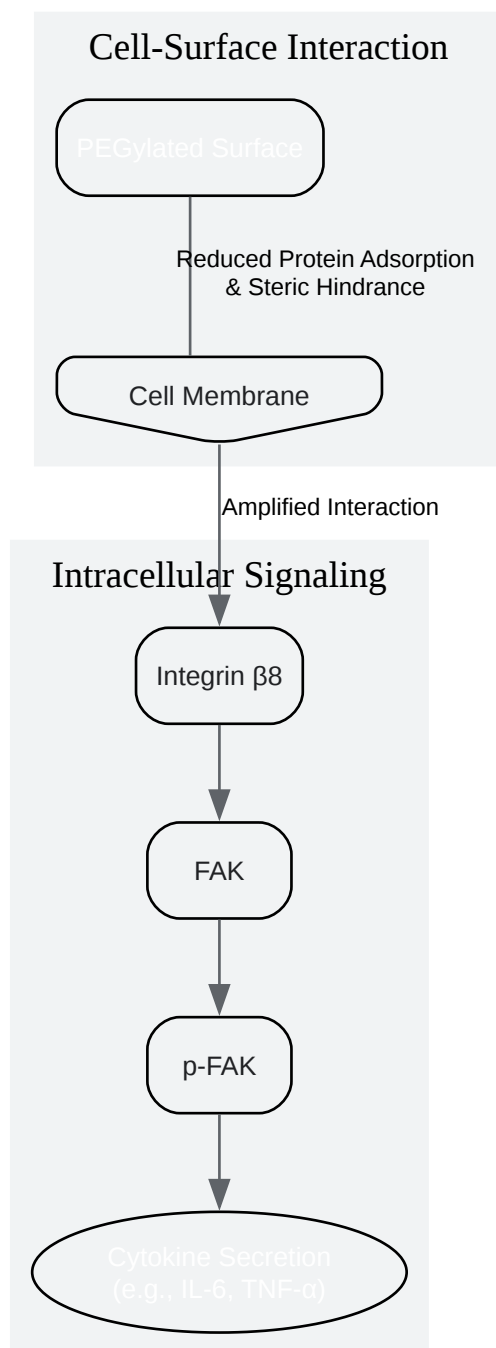 Cell-Surface Interaction
PEGylated Surface
Reduced Protein Adsorption
& Steric Hindrance
Cell Membrane
Amplified Interaction
Intracellular Signaling
Integrin β8
FAK
p-FAK
Cytokine Secretion
(e.g., IL-6, TNF-α)